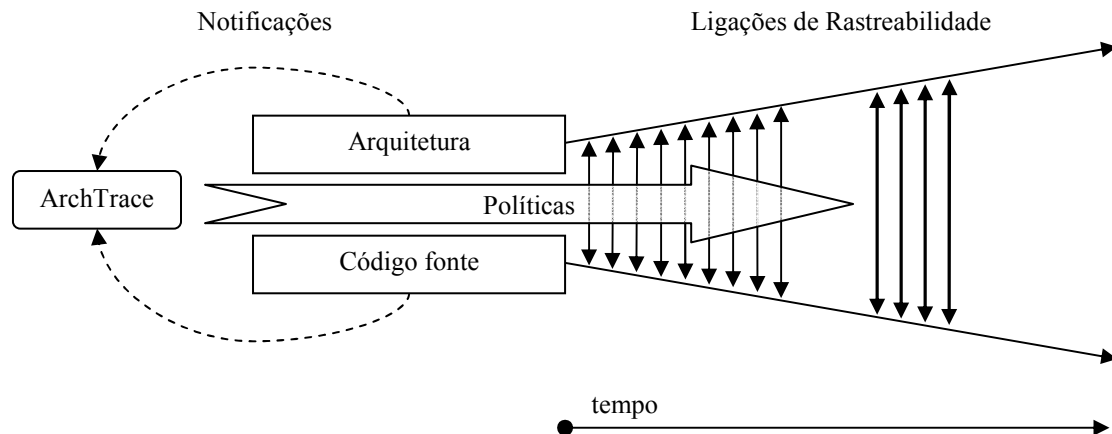 Notificações
Ligações de Rastreabilidade
Arquitetura
ArchTrace
Políticas
Código fonte
tempo